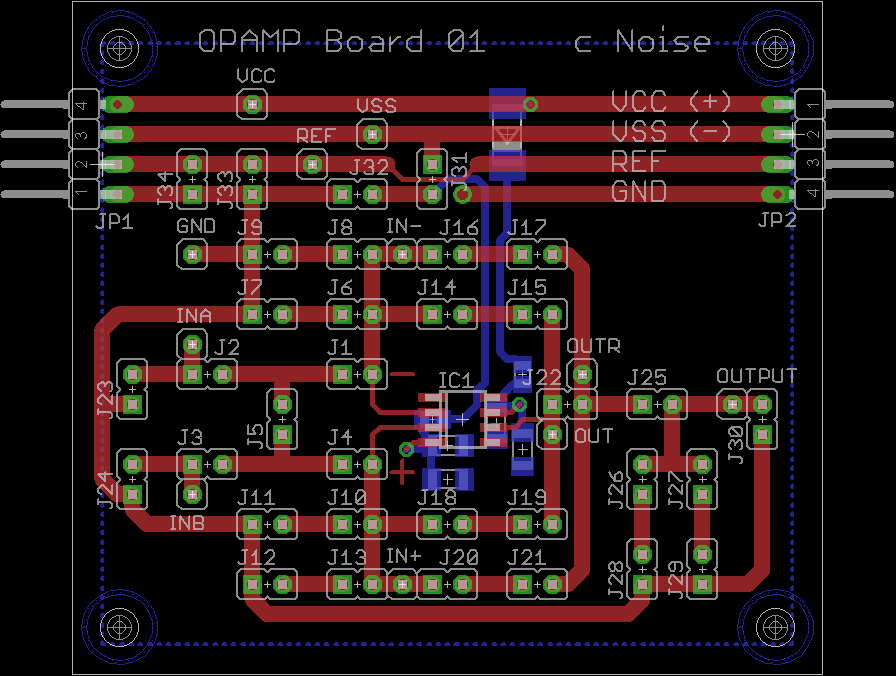 OPAMP Board 01 c Noise
VCC
VSS
REF
VCC (+)
VSS (-)
REF
GND
4
3
2
1
1
2
3
4
JP1
JP2
J34
J33
J32
J31
GND
J9
J8
IN-
J16
J17
J7
J6
J14
J15
INA
J2
J1
OUTR
IC1
J22
J25
OUTPUT
J23
J5
J3
J4
OUT
J30
J24
J26
J27
INB
J11
J10
J18
J19
J12
J13
IN+
J20
J21
J28
J29